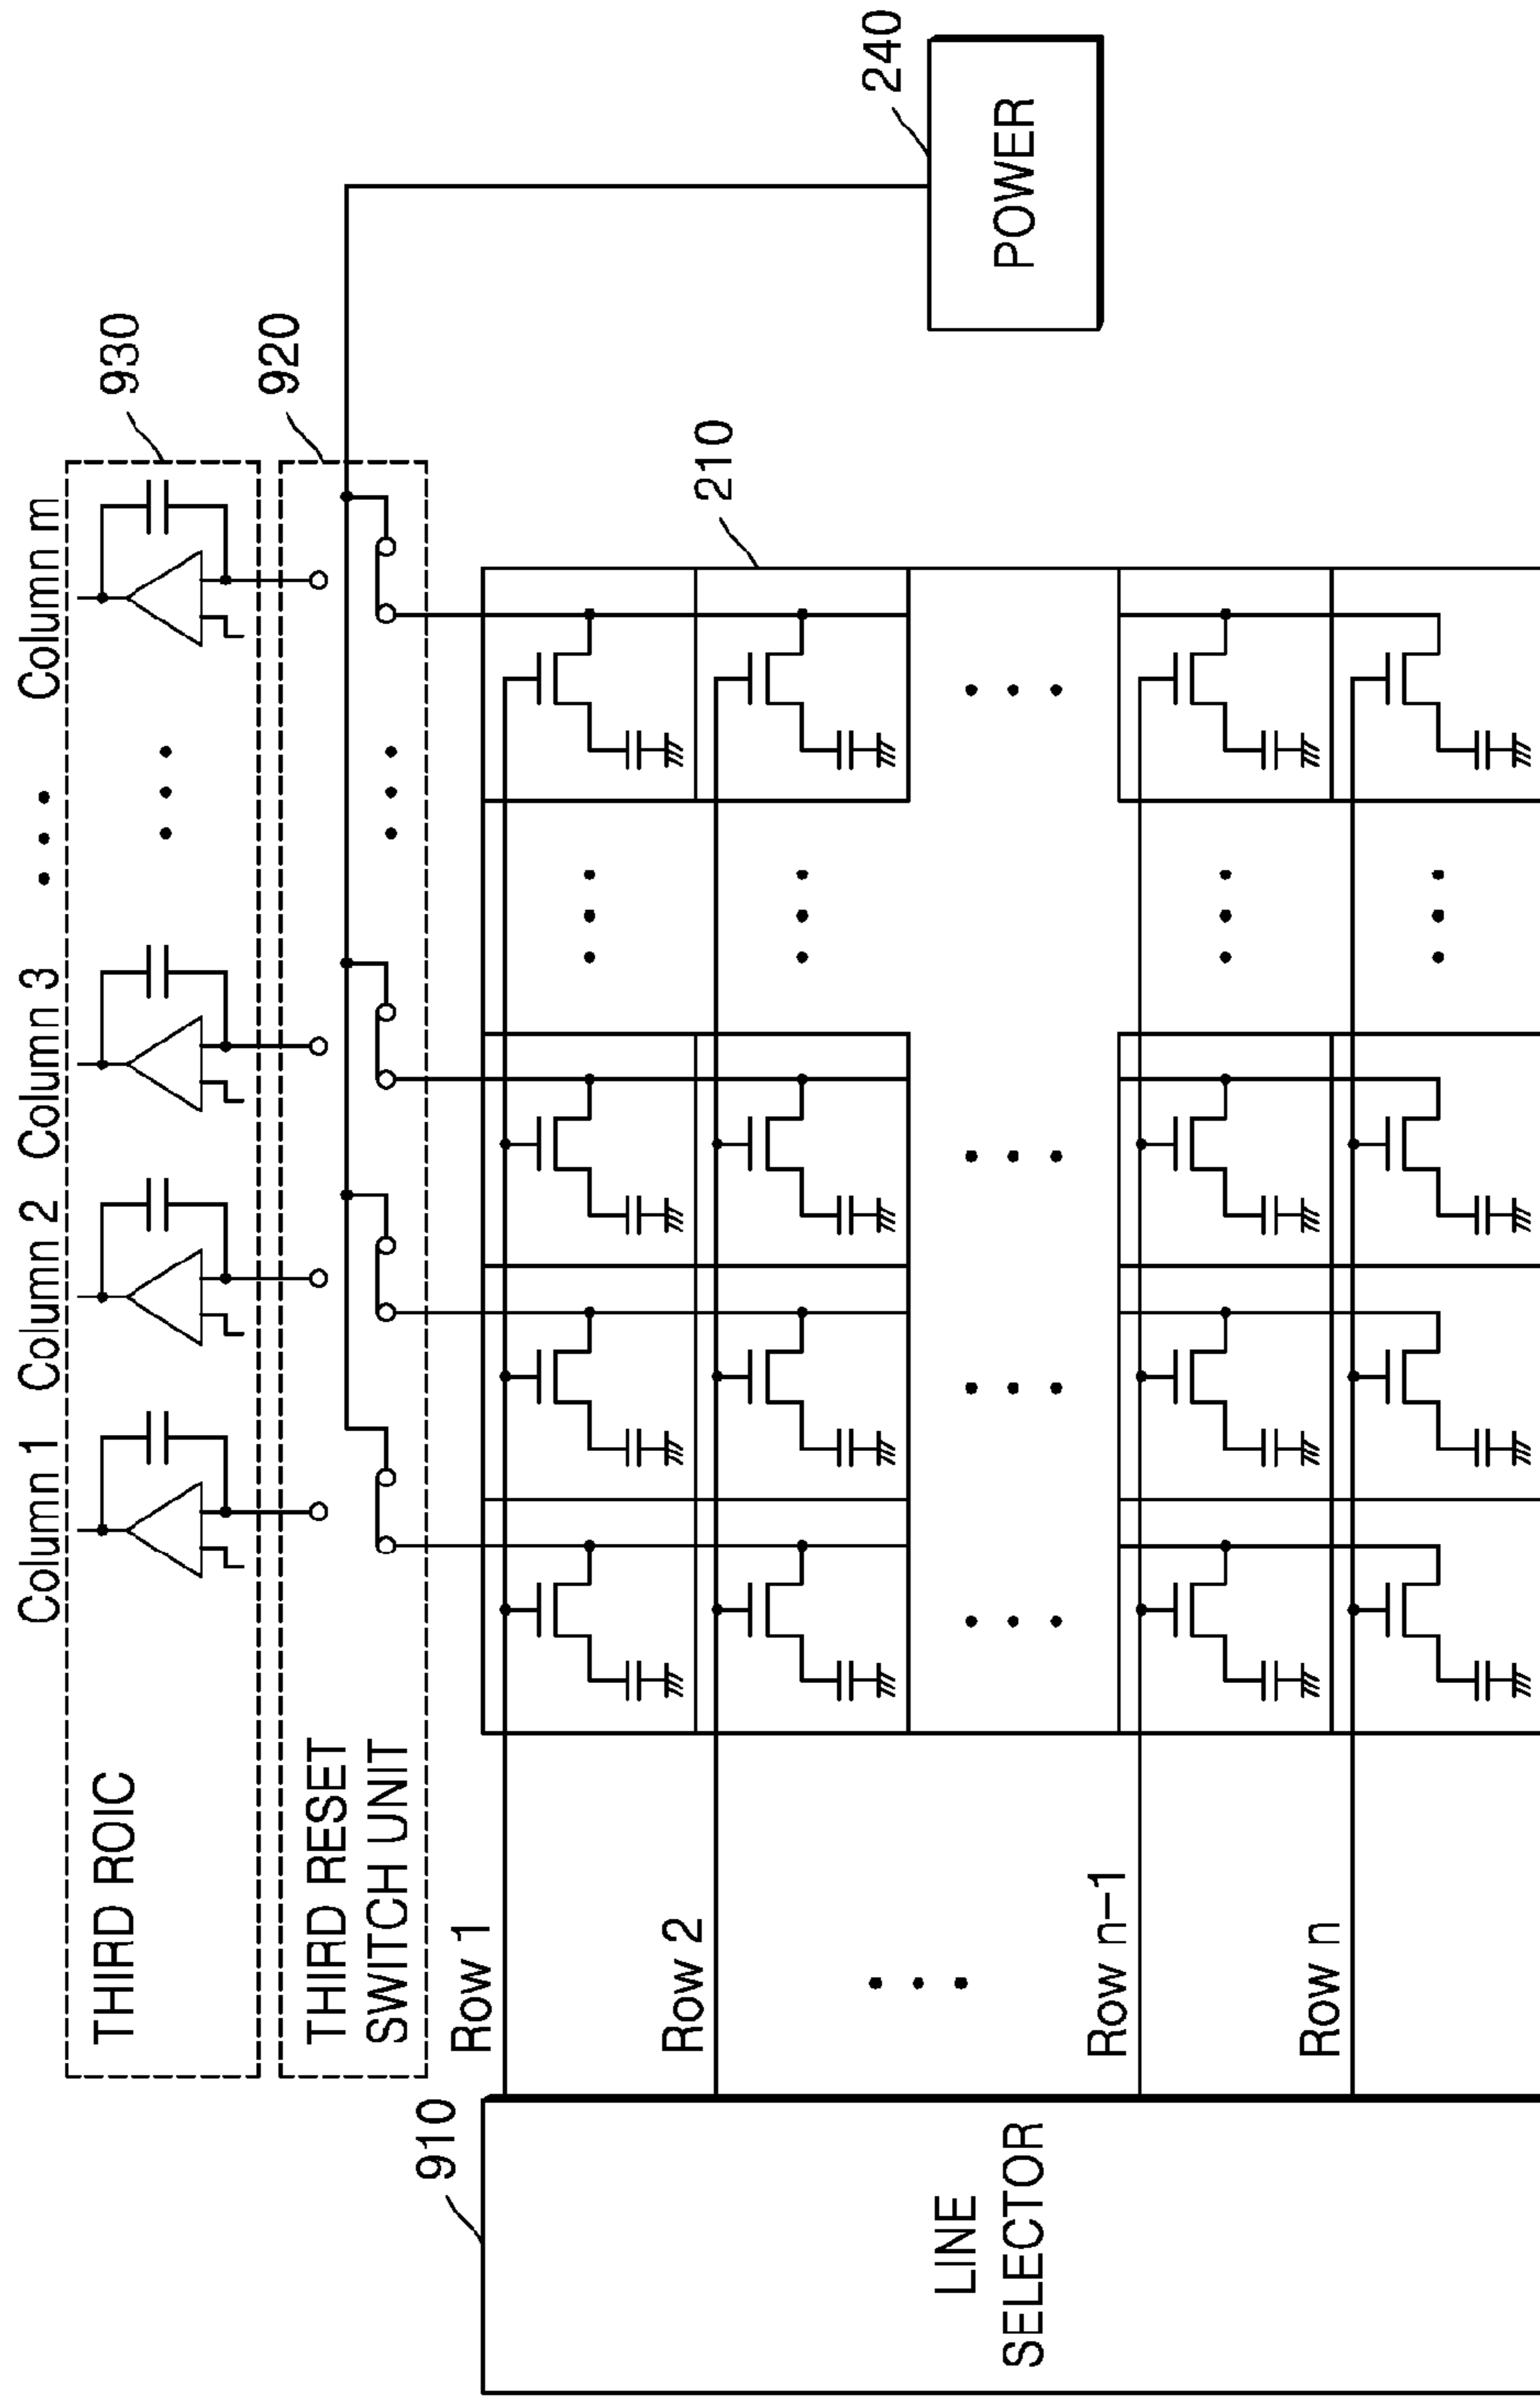 Column 1
Column 2
Column 3
Column m
THIRD ROIC
930
THIRD RESET
SWITCH UNIT
920
910
Row 1
Row 2
Row n-1
Row n
210
LINE
SELECTOR
240
POWER